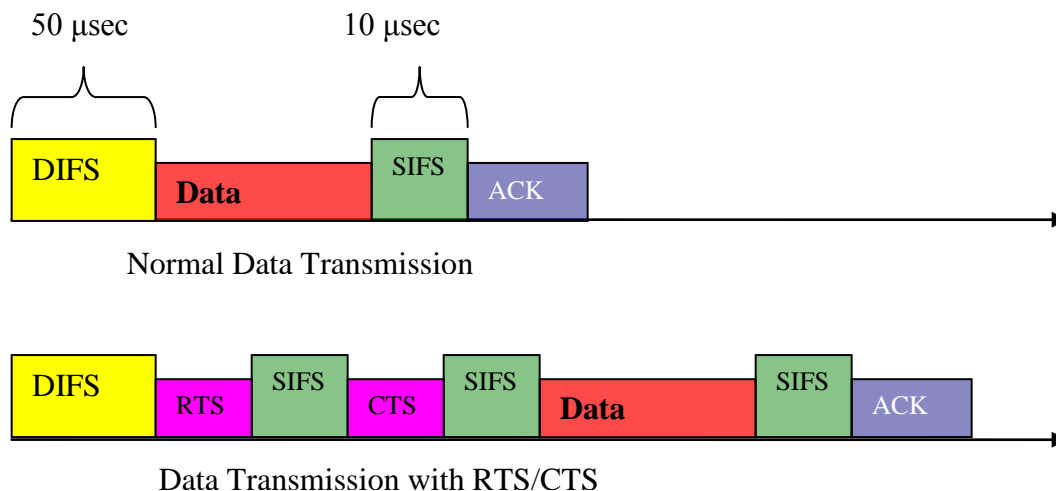 50 μsec 10 μsec
DIFS Data SIFS ACK
Normal Data Transmission
DIFS RTS SIFS CTS SIFS Data SIFS ACK
Data Transmission with RTS/CTS